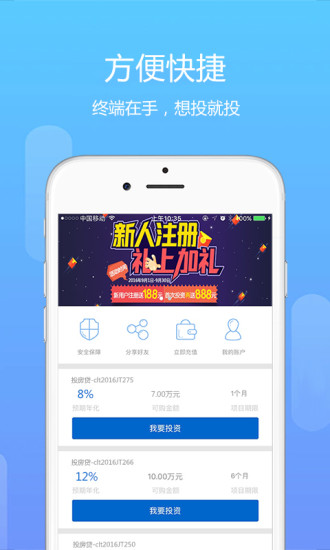 方便快捷
终端在手，想投就投
中国移动 上午10:35
新人注册
礼上加礼
2016年9月1日-9月30日
新用户注册送188元 首次投资送888元
安全保障 分享好友 立即充值 我的账户
投房贷-clt2016JT275
8% 7.00万元 1个月
预期年化 可购金额 项目期限
我要投资
投房贷-clt2016JT266
12% 10.00万元 6个月
预期年化 可购金额 项目期限
我要投资
投房贷-clt2016JT250